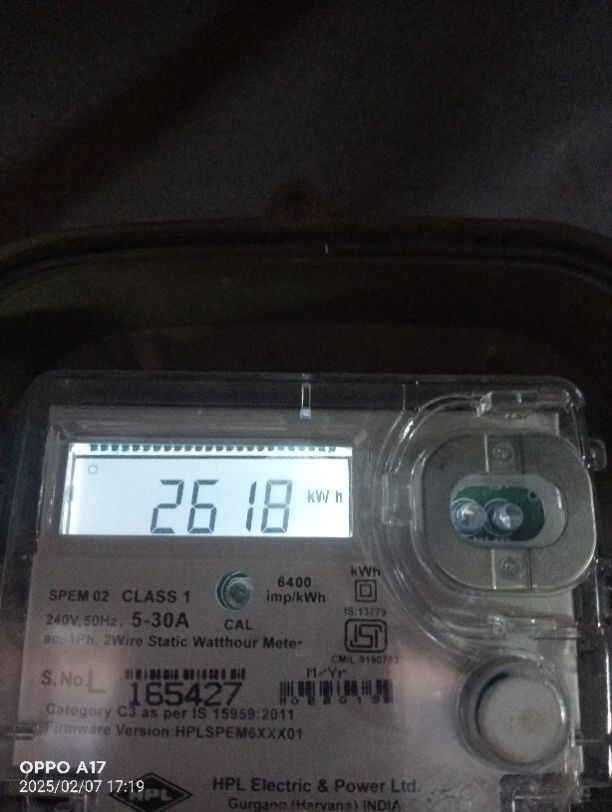 2618 kWh
SPEM 02 CLASS 1
6400
imp/kWh
kWh
240V, 50Hz. 5-30A
CAL
IS:13779
ac, 1Ph, 2Wire Static Watthour Meter
CM/L-9190783
S.No. L 165427
M/Yr.
Category C3 as per IS 15959:2011
Firmware Version:HPLSPEM6XXX01
HPL
HPL Electric & Power Ltd.
Gurgaon (Haryana) INDIA
OPPO A17
2025/02/07 17:19